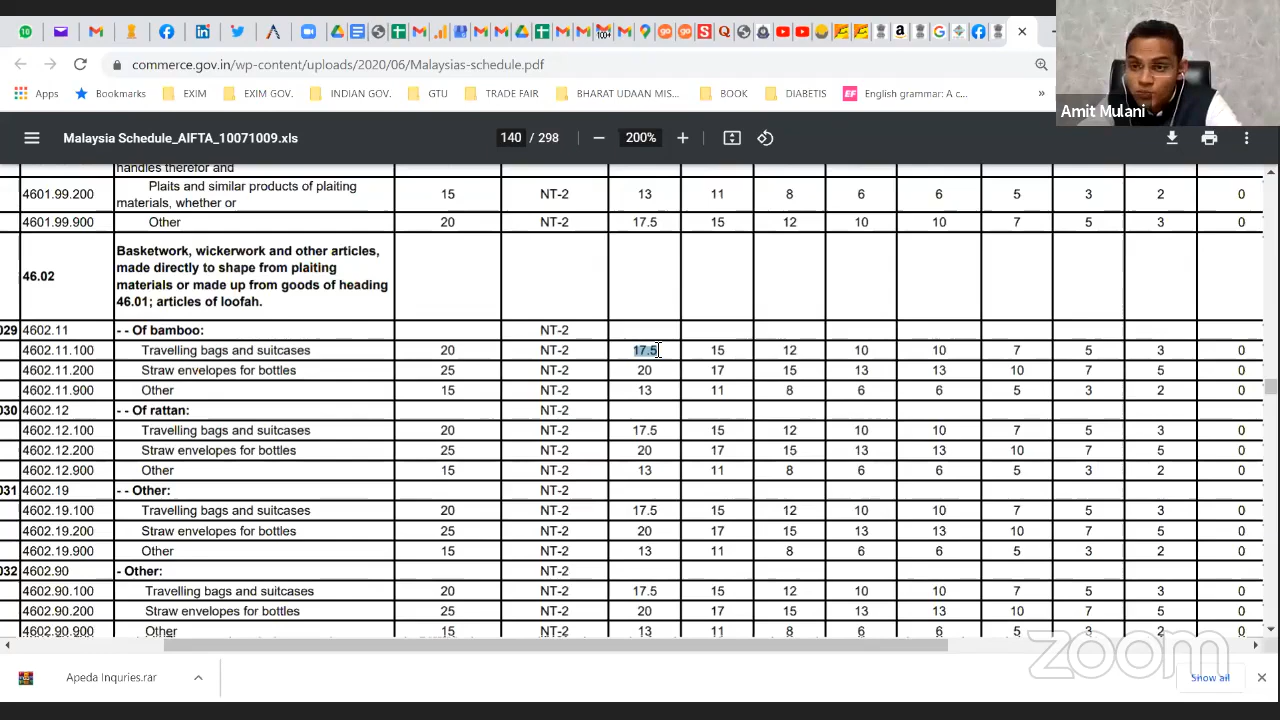 commerce.gov.in/wp-content/uploads/2020/06/Malaysias-schedule.pdf
Apps Bookmarks EXIM EXIM GOV. INDIAN GOV. GTU TRADE FAIR BHARAT UDAAN MIS... BOOK DIABETIS EF English grammar: A c... »
Amit Mulani
Malaysia Schedule_AIFTA_10071009.xls 140 / 298 − 200% +
handles therefor and
4601.99.200 Plaits and similar products of plaiting materials, whether or 15 NT-2 13 11 8 6 6 5 3 2 0
4601.99.900 Other 20 NT-2 17.5 15 12 10 10 7 5 3 0
46.02 Basketwork, wickerwork and other articles,
made directly to shape from plaiting
materials or made up from goods of heading
46.01; articles of loofah.
029 4602.11 - - Of bamboo: NT-2
4602.11.100 Travelling bags and suitcases 20 NT-2 17.5 15 12 10 10 7 5 3 0
4602.11.200 Straw envelopes for bottles 25 NT-2 20 17 15 13 13 10 7 5 0
4602.11.900 Other 15 NT-2 13 11 8 6 6 5 3 2 0
030 4602.12 - - Of rattan: NT-2
4602.12.100 Travelling bags and suitcases 20 NT-2 17.5 15 12 10 10 7 5 3 0
4602.12.200 Straw envelopes for bottles 25 NT-2 20 17 15 13 13 10 7 5 0
4602.12.900 Other 15 NT-2 13 11 8 6 6 5 3 2 0
031 4602.19 - - Other: NT-2
4602.19.100 Travelling bags and suitcases 20 NT-2 17.5 15 12 10 10 7 5 3 0
4602.19.200 Straw envelopes for bottles 25 NT-2 20 17 15 13 13 10 7 5 0
4602.19.900 Other 15 NT-2 13 11 8 6 6 5 3 2 0
032 4602.90 - Other: NT-2
4602.90.100 Travelling bags and suitcases 20 NT-2 17.5 15 12 10 10 7 5 3 0
4602.90.200 Straw envelopes for bottles 25 NT-2 20 17 15 13 13 10 7 5 0
4602.90.900 Other 15 NT-2 13 11 8 6 6 5 3 2 0
zoom
Apeda Inquries.rar Show all